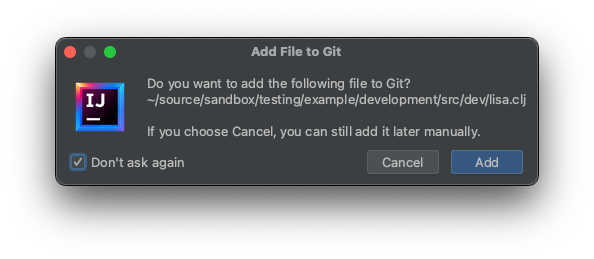 Add File to Git
IJ
Do you want to add the following file to Git?
~/source/sandbox/testing/example/development/src/dev/lisa.clj
If you choose Cancel, you can still add it later manually.
Don't ask again
Cancel
Add